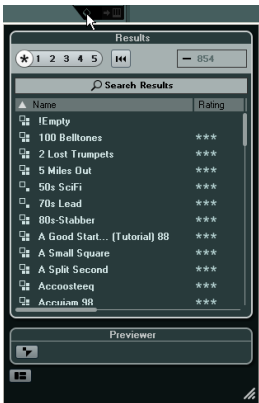 Results
* 1 2 3 4 5 854
Search Results
Name Rating
!Empty
100 Belltones ***
2 Lost Trumpets ***
5 Miles Out ***
50s SciFi ***
70s Lead ***
80s-Stabber ***
A Good Start... (Tutorial) 88 ***
A Small Square ***
A Split Second ***
Accoosteeq ***
Accuiam 98 ***
Previewer